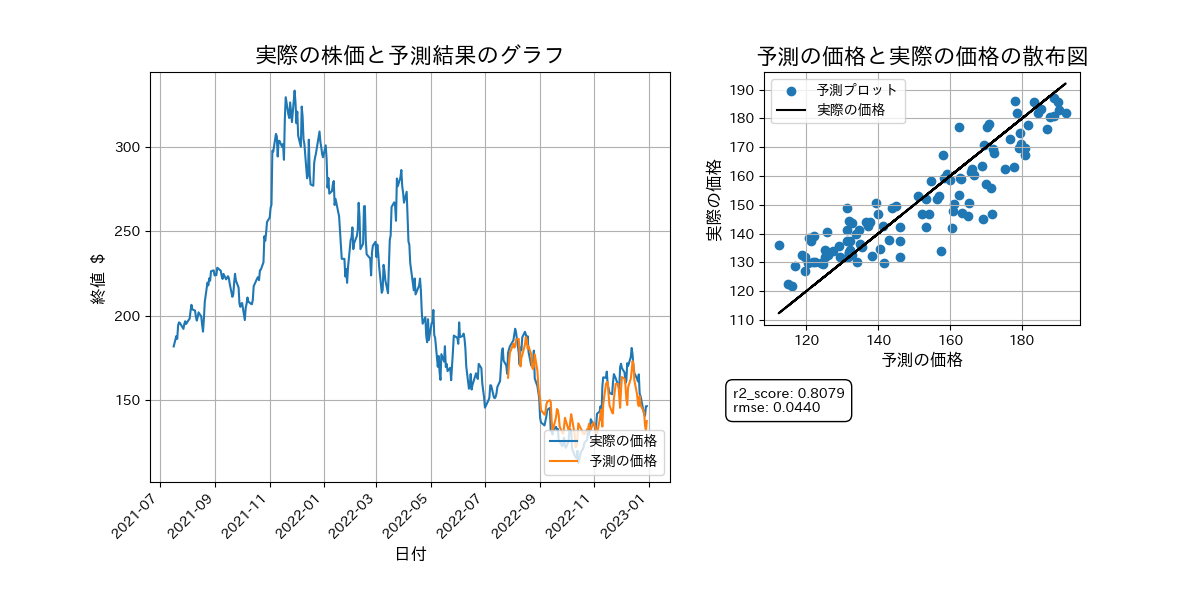 実際の株価と予測結果のグラフ
終値 $
300
250
200
150
2021-07
2021-09
2021-11
2022-01
2022-03
2022-05
2022-07
2022-09
2022-11
2023-01
日付
実際の価格
予測の価格
予測の価格と実際の価格の散布図
実際の価格
190
180
170
160
150
140
130
120
110
予測プロット
実際の価格
120
140
160
180
予測の価格
r2_score: 0.8079
rmse: 0.0440